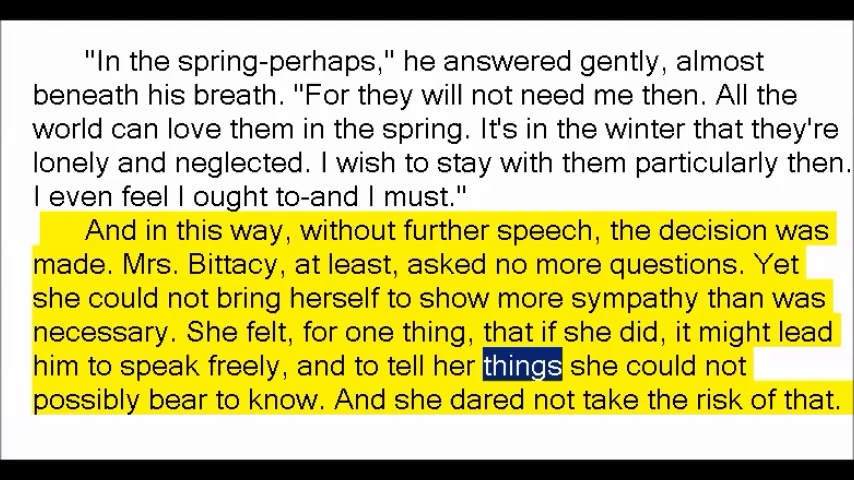 "In the spring-perhaps," he answered gently, almost
beneath his breath. "For they will not need me then. All the
world can love them in the spring. It's in the winter that they're
lonely and neglected. I wish to stay with them particularly then.
I even feel I ought to-and I must."
And in this way, without further speech, the decision was
made. Mrs. Bittacy, at least, asked no more questions. Yet
she could not bring herself to show more sympathy than was
necessary. She felt, for one thing, that if she did, it might lead
him to speak freely, and to tell her things she could not
possibly bear to know. And she dared not take the risk of that.